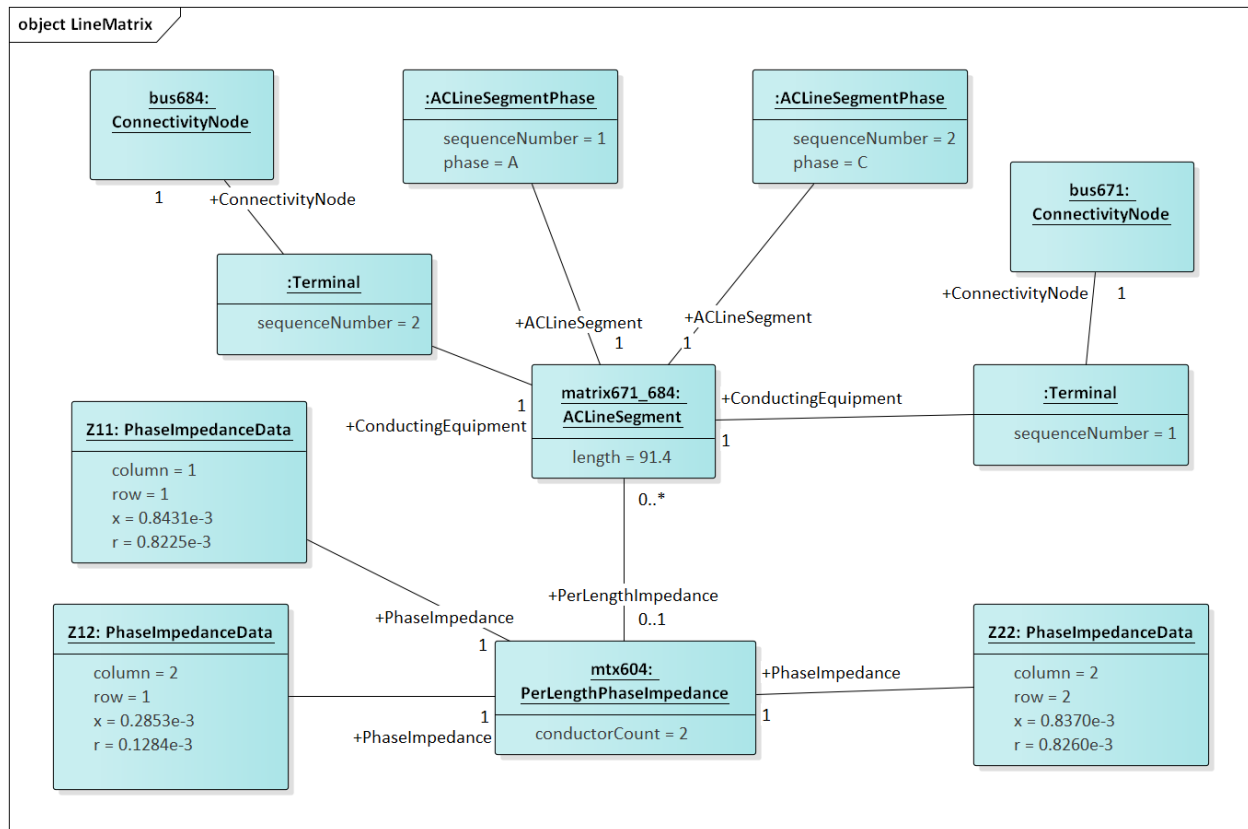 object LineMatrix
bus684:
ConnectivityNode
1
+ConnectivityNode
:ACLineSegmentPhase
sequenceNumber = 1
phase = A
:ACLineSegmentPhase
sequenceNumber = 2
phase = C
bus671:
ConnectivityNode
+ConnectivityNode
1
:Terminal
sequenceNumber = 2
+ACLineSegment
1
+ACLineSegment
1
matrix671_684:
ACLineSegment
length = 91.4
1
+ConductingEquipment
+ConductingEquipment
1
:Terminal
sequenceNumber = 1
0..*
+PerLengthImpedance
0..1
Z11: PhaseImpedanceData
column = 1
row = 1
x = 0.8431e-3
r = 0.8225e-3
+PhaseImpedance
1
Z12: PhaseImpedanceData
column = 2
row = 1
x = 0.2853e-3
r = 0.1284e-3
1
+PhaseImpedance
mtx604:
PerLengthPhaseImpedance
conductorCount = 2
+PhaseImpedance
1
Z22: PhaseImpedanceData
column = 2
row = 2
x = 0.8370e-3
r = 0.8260e-3